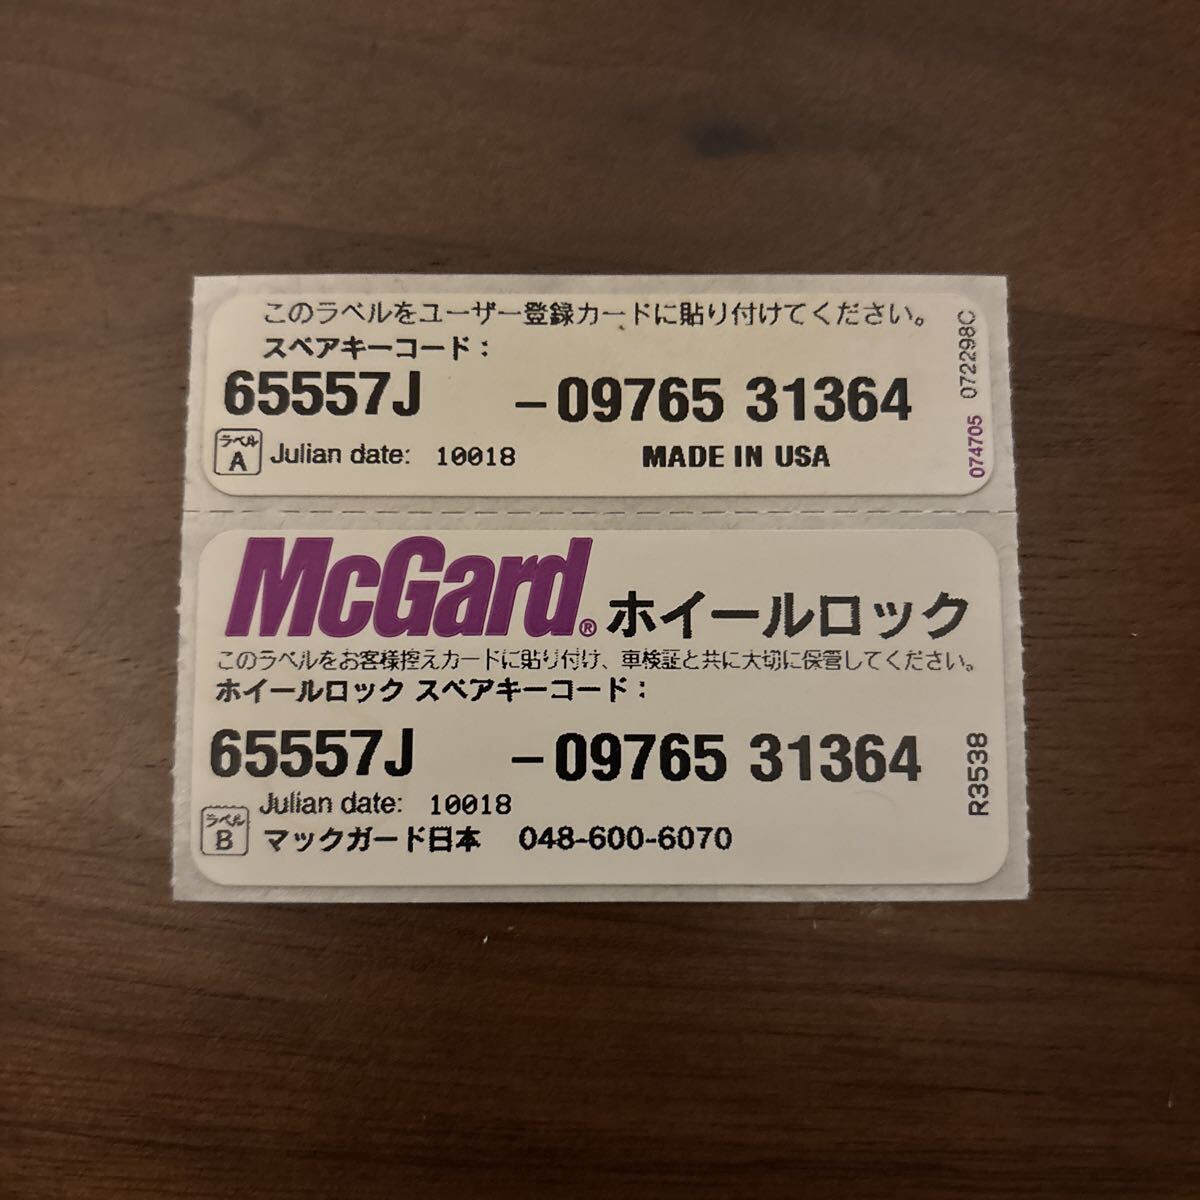 このラベルをユーザー登録カードに貼り付けてください。
スペアキーコード：
65557J -09765 31364
ラベル
A
Julian date: 10018 MADE IN USA
074705 072298C
McGard® ホイールロック
このラベルをお客様控えカードに貼り付け、車検証と共に大切に保管してください。
ホイールロック スペアキーコード：
65557J -09765 31364
Julian date: 10018
ラベル
B
マックガード日本 048-600-6070
R3538